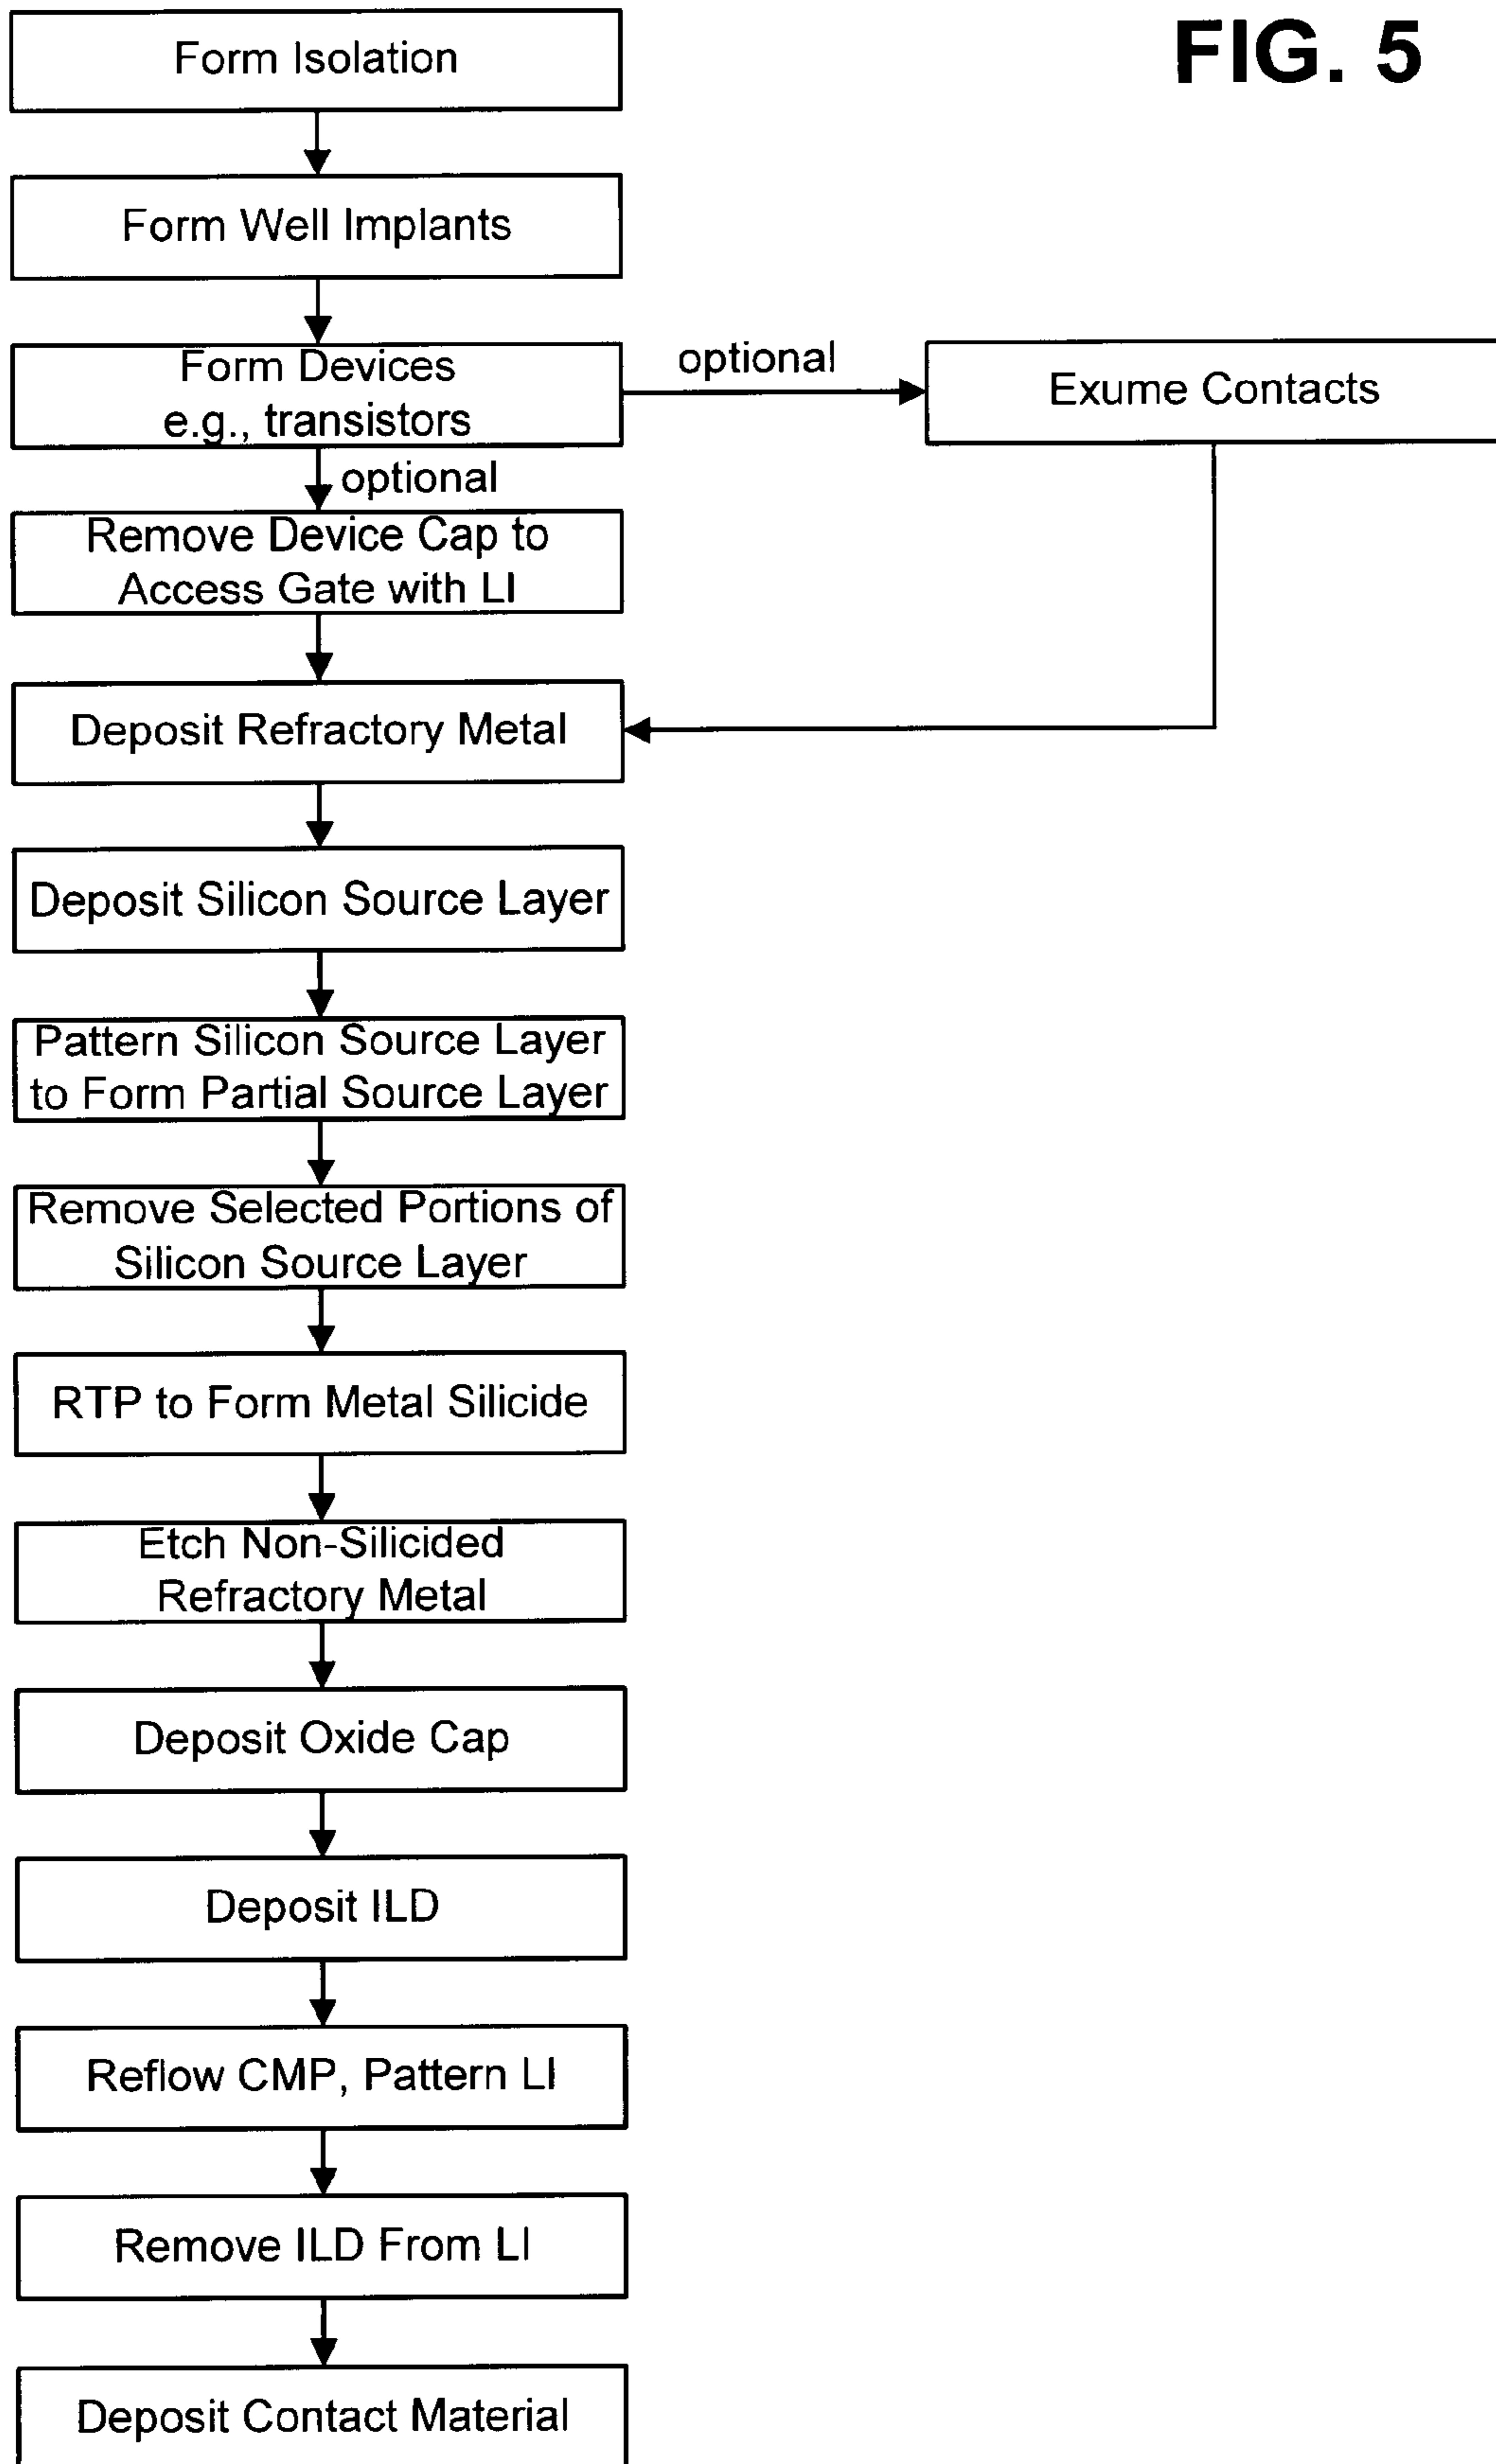 FIG. 5
Form Isolation
Form Well Implants
Form Devices
e.g., transistors
optional
Exume Contacts
optional
Remove Device Cap to
Access Gate with LI
Deposit Refractory Metal
Deposit Silicon Source Layer
Pattern Silicon Source Layer
to Form Partial Source Layer
Remove Selected Portions of
Silicon Source Layer
RTP to Form Metal Silicide
Etch Non-Silicided
Refractory Metal
Deposit Oxide Cap
Deposit ILD
Reflow CMP, Pattern LI
Remove ILD From LI
Deposit Contact Material